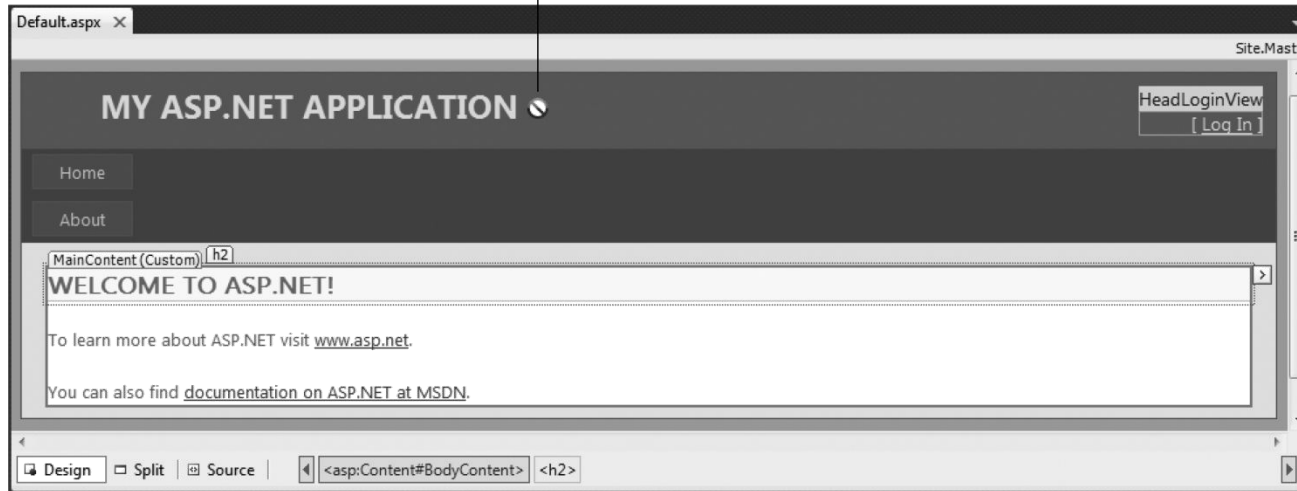 Default.aspx ×
Site.Mast
MY ASP.NET APPLICATION
HeadLoginView
[ Log In ]
Home
About
MainContent (Custom) h2
WELCOME TO ASP.NET!
To learn more about ASP.NET visit www.asp.net.
You can also find documentation on ASP.NET at MSDN.
Design Split Source <asp:Content#BodyContent> <h2>